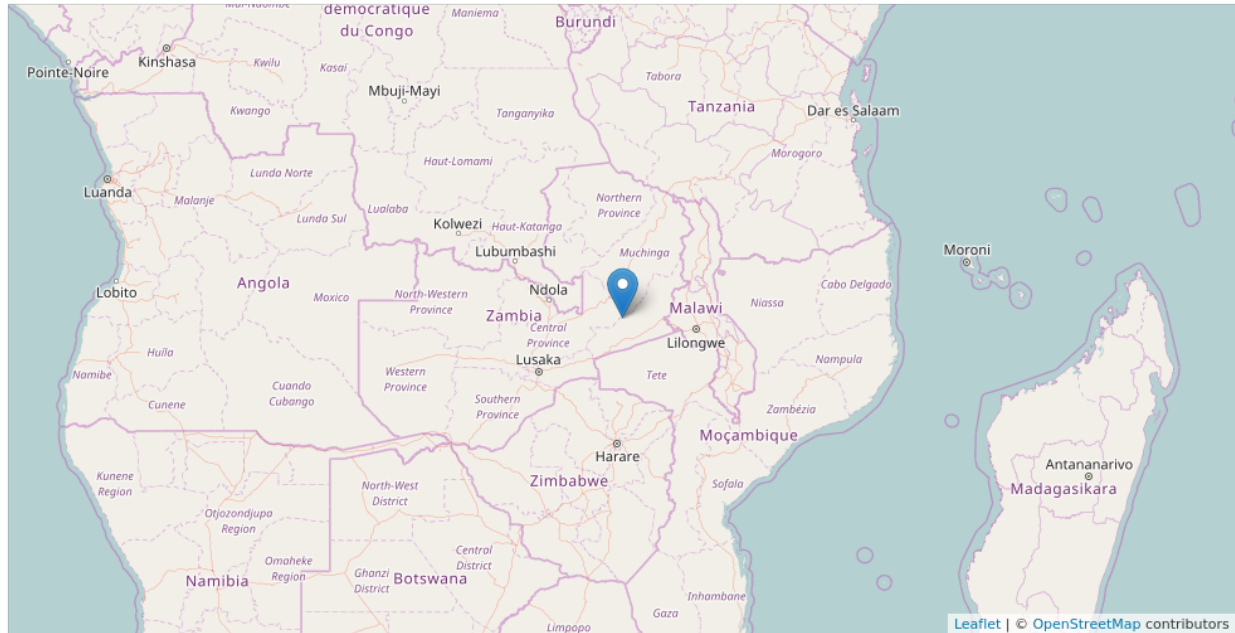 démocratique
du Congo
Maniema
Burundi
Kinshasa
Kwilu
Kasaï
Pointe-Noire
Mbuji-Mayi
Tabora
Tanzania
Dar es Salaam
Kwango
Tanganyika
Morogoro
Luanda
Lunda Norte
Haut-Lomami
Malanje
Lunda Sul
Lualaba
Northern
Province
Kolwezi
Haut-Katanga
Lubumbashi
Muchinga
Moroni
Angola
Lobito
Moxico
North-Western
Province
Ndola
Zambia
Central
Province
Malawi
Niassa
Cabo Delgado
Lilongwe
Huíla
Lusaka
Nampula
Namibe
Cuando
Cubango
Western
Province
Tete
Cunene
Southern
Province
Zambézia
Moçambique
Harare
Antananarivo
Madagasikara
Kunene
Region
North-West
District
Zimbabwe
Sofala
Otjozondjupa
Region
Omaheke
Region
Central
District
Namibia
Ghanzi
District
Botswana
Inhambane
Gaza
Limpopo
Leaflet | © OpenStreetMap contributors